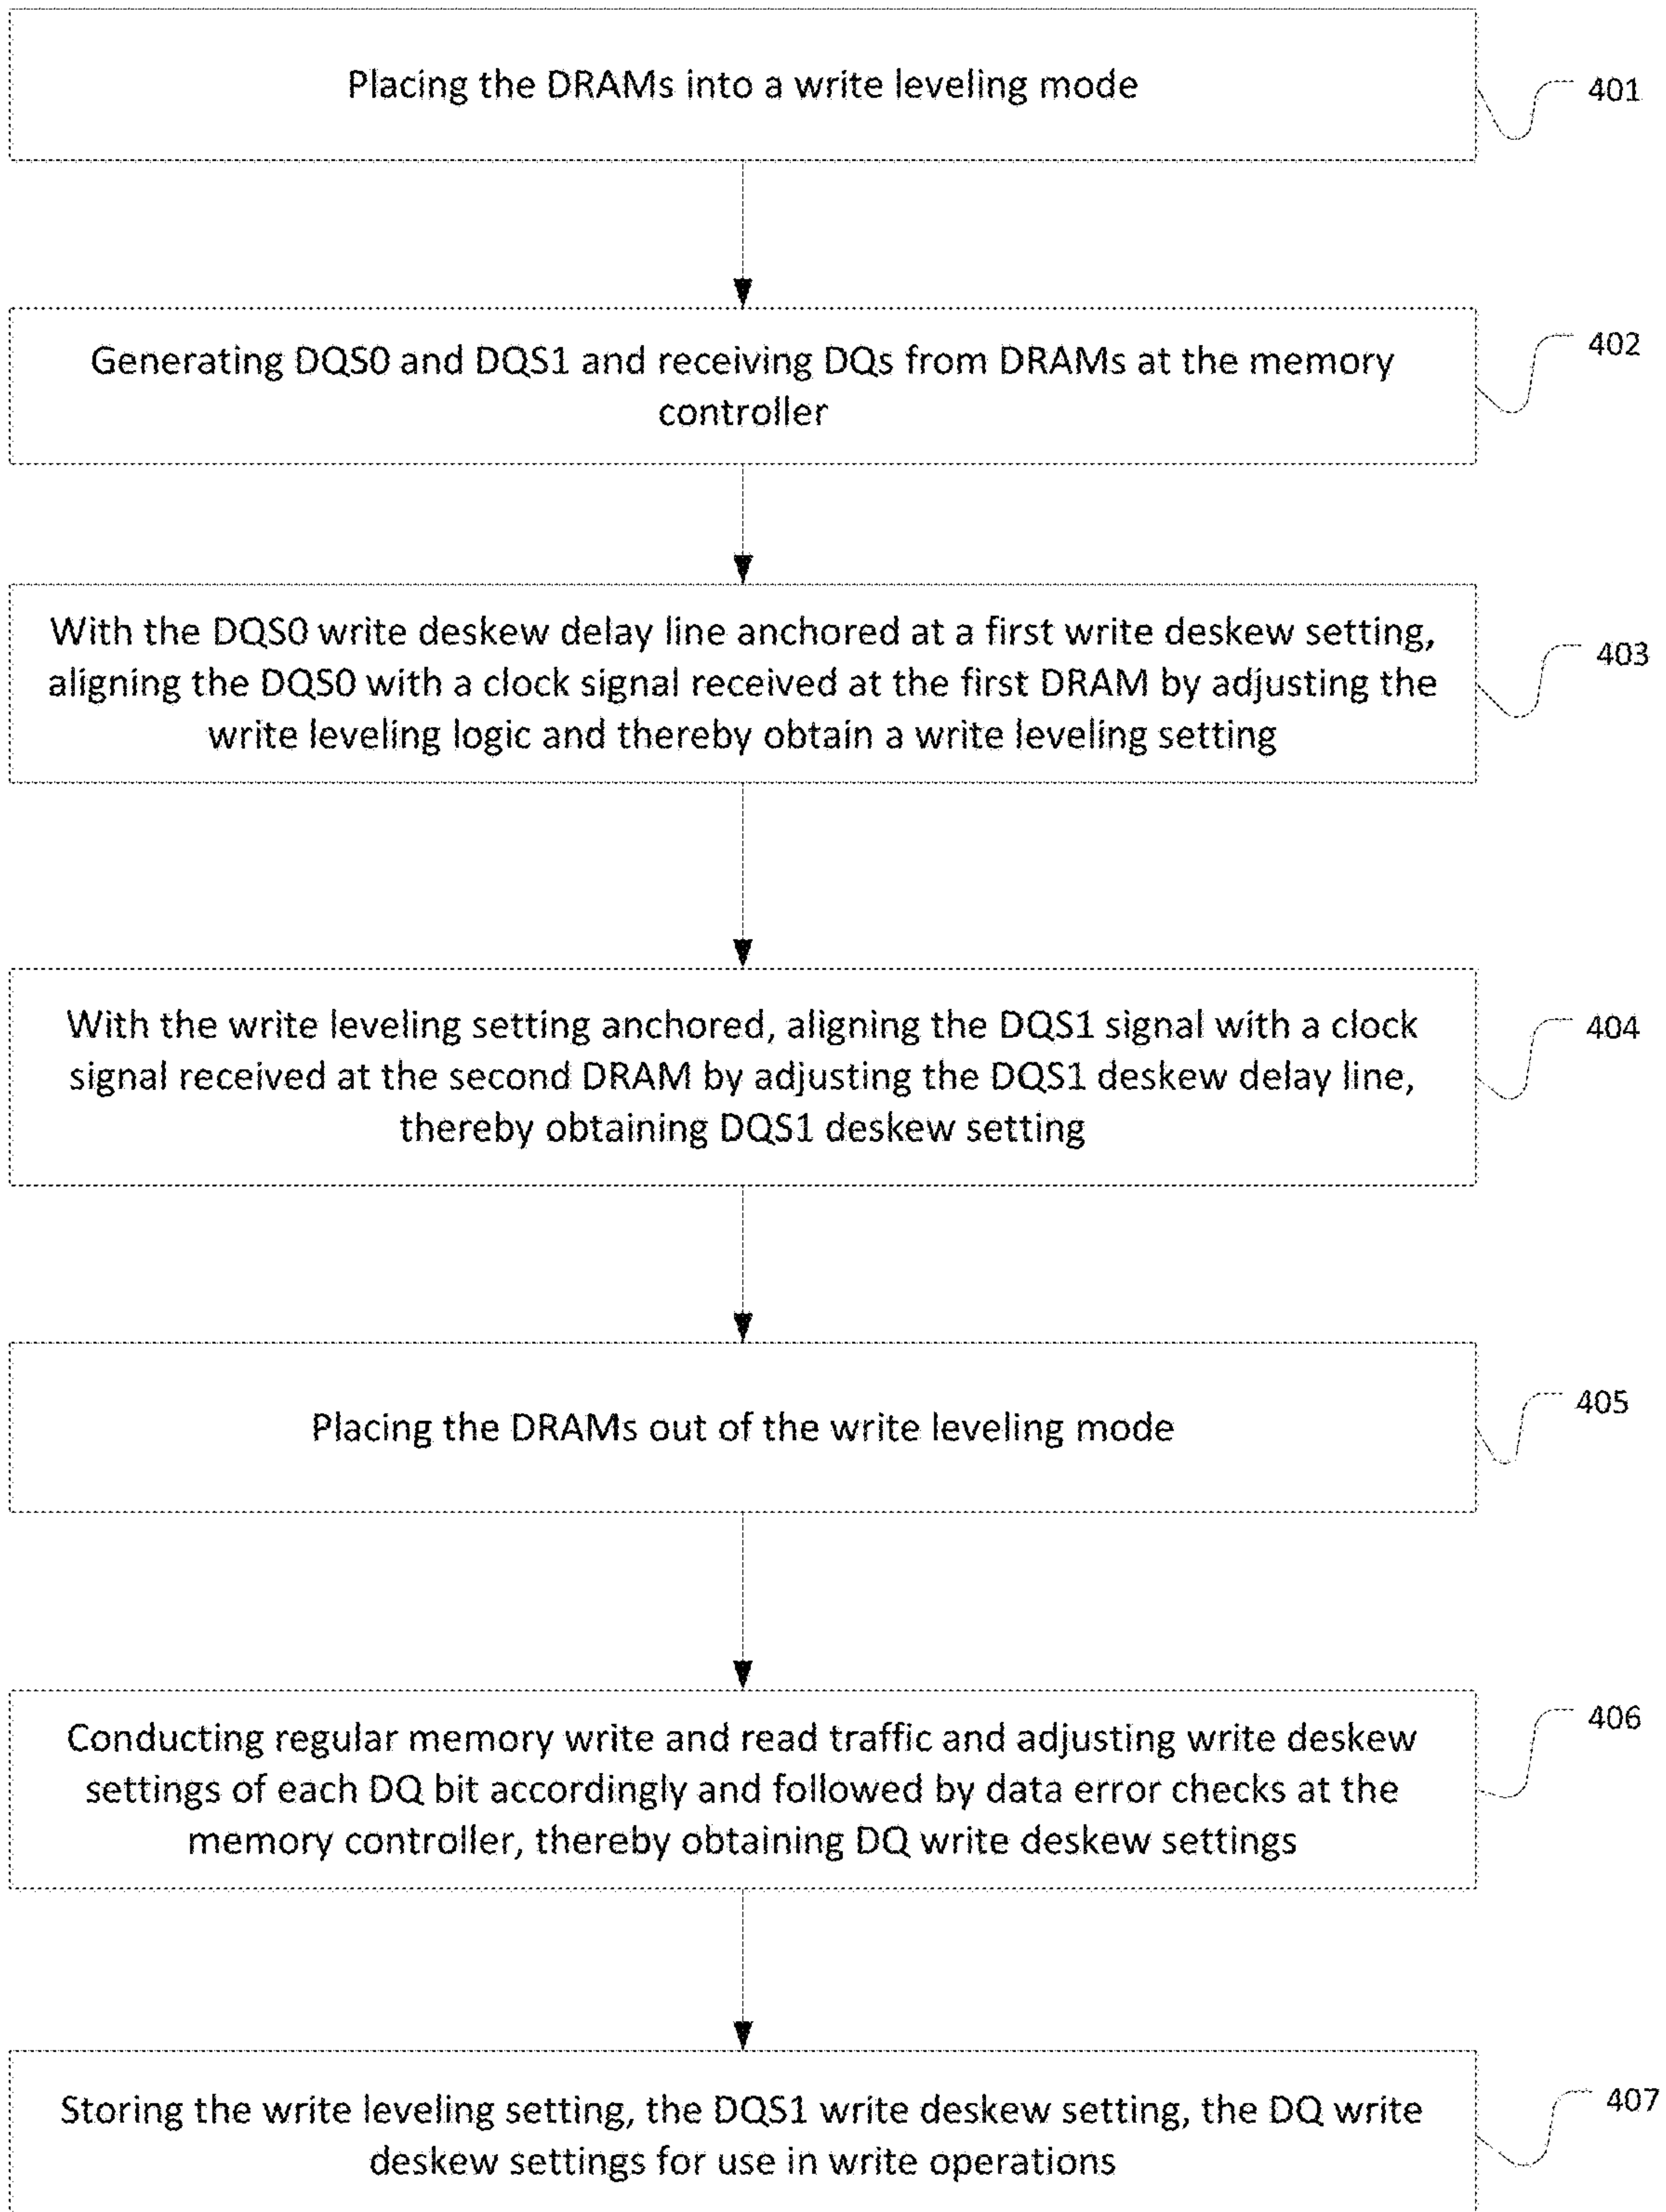 Placing the DRAMs into a write leveling mode
401
Generating DQS0 and DQS1 and receiving DQs from DRAMs at the memory
controller
402
With the DQS0 write deskew delay line anchored at a first write deskew setting,
aligning the DQS0 with a clock signal received at the first DRAM by adjusting the
write leveling logic and thereby obtain a write leveling setting
403
With the write leveling setting anchored, aligning the DQS1 signal with a clock
signal received at the second DRAM by adjusting the DQS1 deskew delay line,
thereby obtaining DQS1 deskew setting
404
Placing the DRAMs out of the write leveling mode
405
Conducting regular memory write and read traffic and adjusting write deskew
settings of each DQ bit accordingly and followed by data error checks at the
memory controller, thereby obtaining DQ write deskew settings
406
Storing the write leveling setting, the DQS1 write deskew setting, the DQ write
deskew settings for use in write operations
407